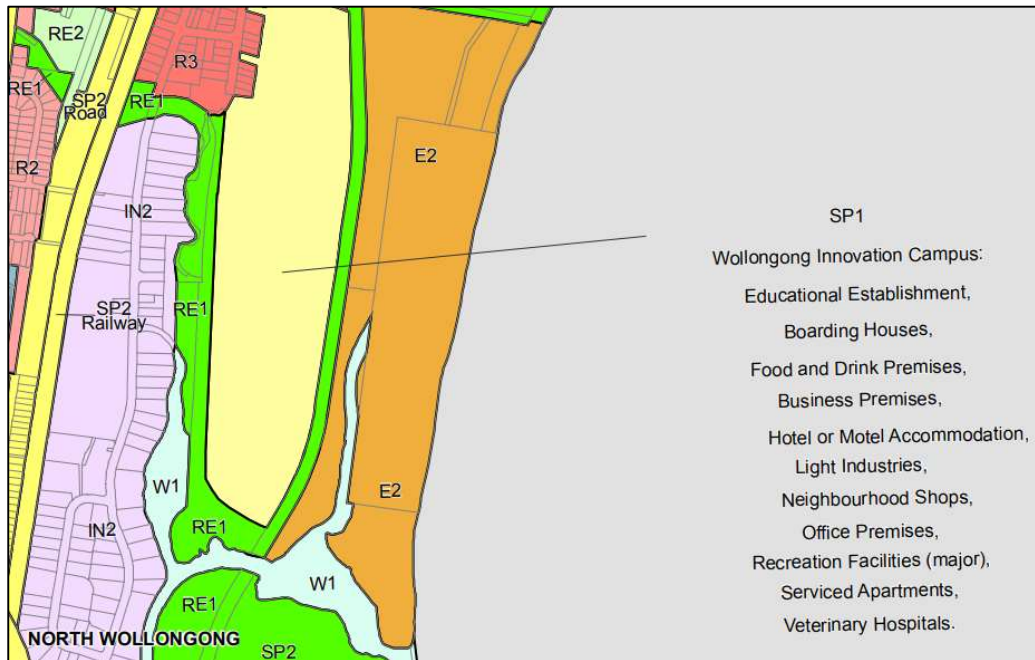 RE2
R3
RE1
SP2
Road
RE1
R2
E2
IN2
SP2
Railway
RE1
W1
E2
IN2
RE1
W1
RE1
NORTH WOLLONGONG
SP2
SP1
Wollongong Innovation Campus:
Educational Establishment,
Boarding Houses,
Food and Drink Premises,
Business Premises,
Hotel or Motel Accommodation,
Light Industries,
Neighbourhood Shops,
Office Premises,
Recreation Facilities (major),
Serviced Apartments,
Veterinary Hospitals.